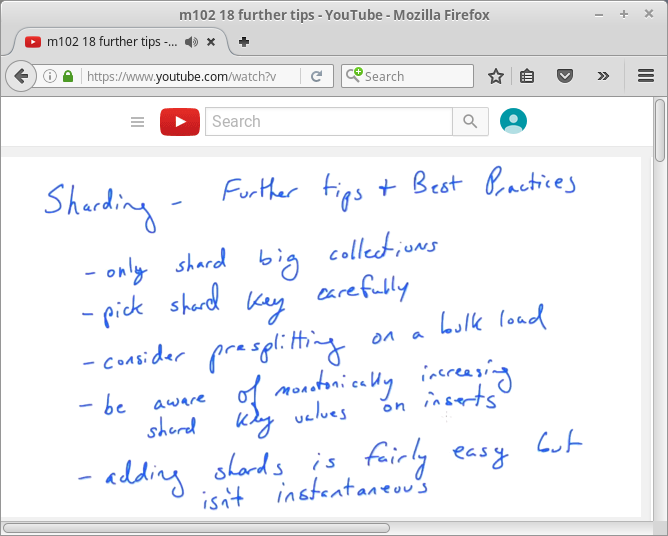 m102 18 further tips - YouTube - Mozilla Firefox
m102 18 further tips -...
https://www.youtube.com/watch?v
Search
Search
Sharding - Further tips + Best Practices
- only shard big collections
- pick shard key carefully
- consider presplitting on a bulk load
- be aware of monotonically increasing
shard key values on inserts
- adding shards is fairly easy but
isn't instantaneous